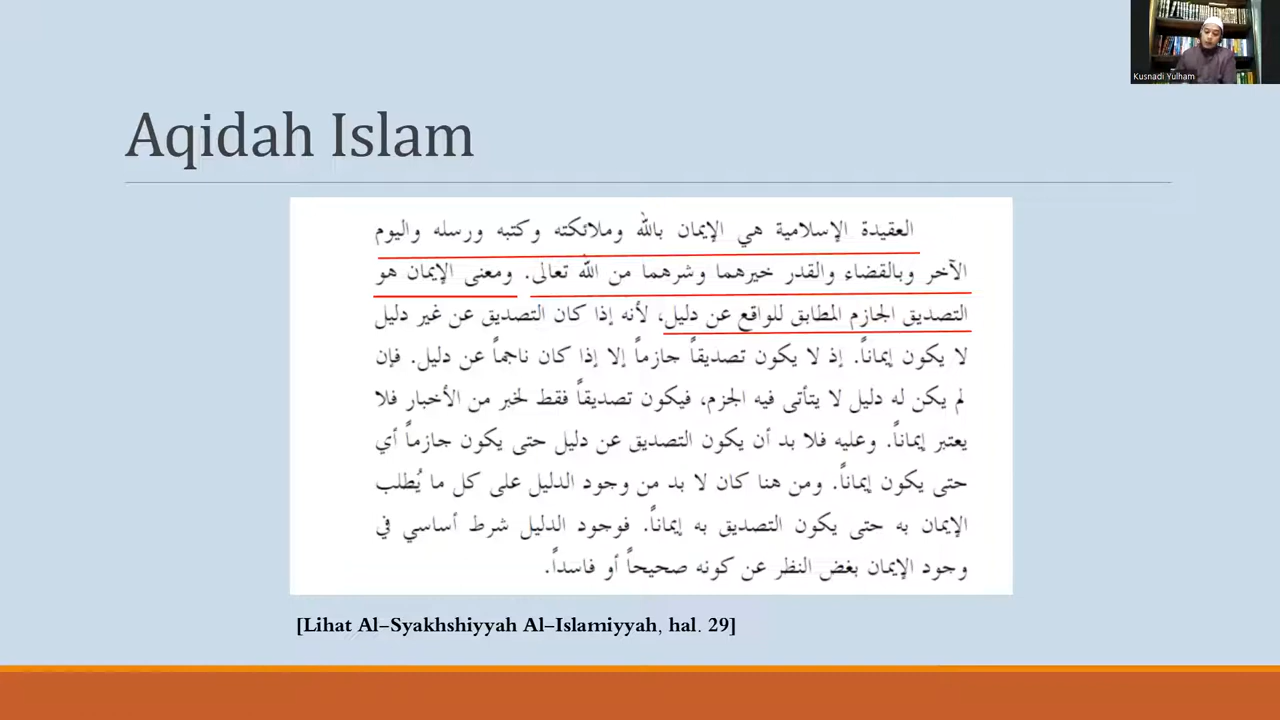 Kusnadi Yulham
Aqidah Islam
العقيدة الإسلامية هي الإيمان بالله وملائكته وكتبه ورسله واليوم
الآخر وبالقضاء والقدر خيرهما وشرهما من الله تعالى. ومعنى الإيمان هو
التصديق الجازم المطابق للواقع عن دليل، لأنه إذا كان التصديق عن غير دليل
لا يكون إيماناً. إذ لا يكون تصديقاً جازماً إلا إذا كان ناجماً عن دليل. فإن
لم يكن له دليل لا يتأتى فيه الجزم، فيكون تصديقاً فقط لخبر من الأخبار فلا
يعتبر إيماناً. وعليه فلا بد أن يكون التصديق عن دليل حتى يكون جازماً أي
حتى يكون إيماناً. ومن هنا كان لا بد من وجود الدليل على كل ما يُطلب
الإيمان به حتى يكون التصديق به إيماناً. فوجود الدليل شرط أساسي في
وجود الإيمان بغض النظر عن كونه صحيحاً أو فاسداً.
[Lihat Al-Syakhshiyyah Al-Islamiyyah, hal. 29]